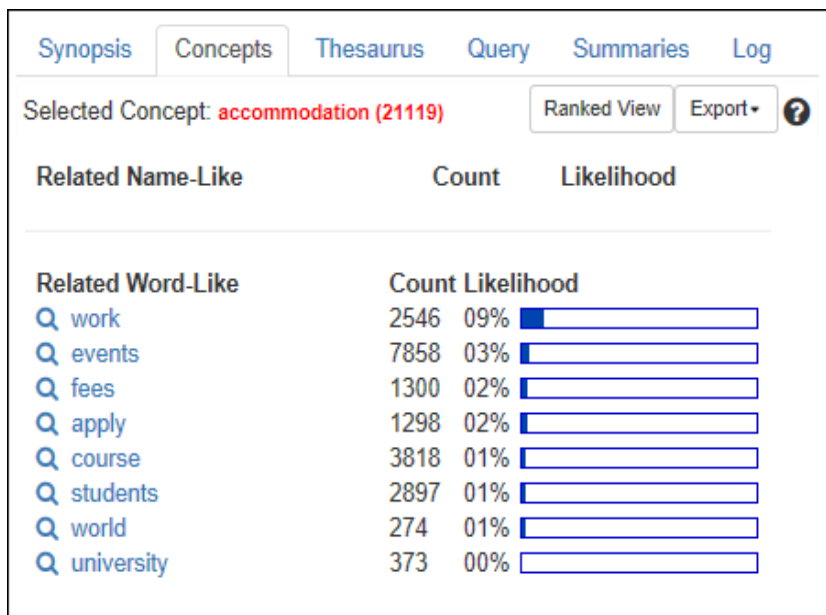 Synopsis Concepts Thesaurus Query Summaries Log
Selected Concept: accommodation (21119) Ranked View Export ?
Related Name-Like Count Likelihood
Related Word-Like Count Likelihood
work 2546 09%
events 7858 03%
fees 1300 02%
apply 1298 02%
course 3818 01%
students 2897 01%
world 274 01%
university 373 00%